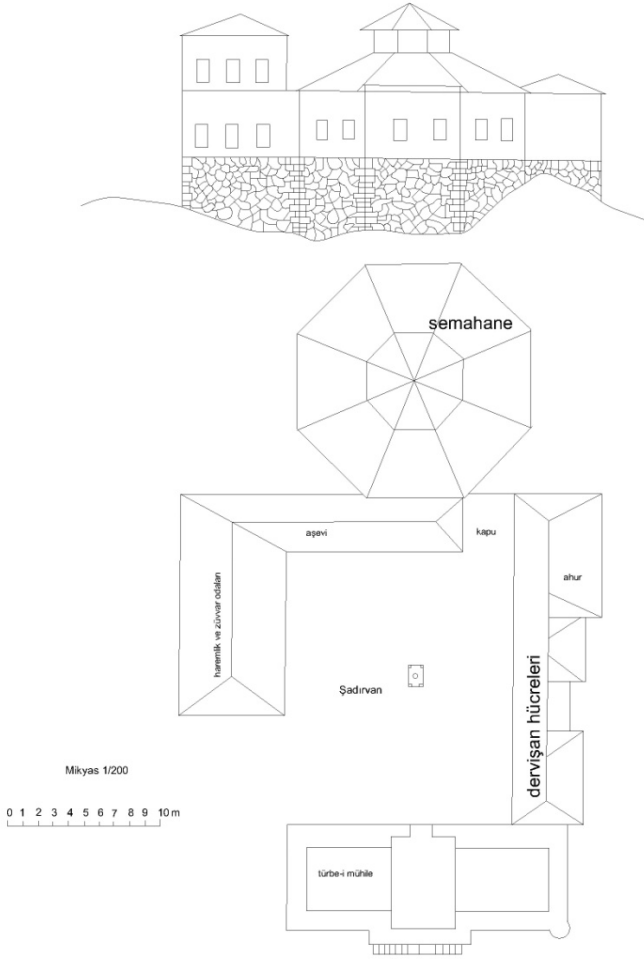 semahane
aşevi
kapu
ahur
haremlik ve züvvar odaları
Şadırvan
dervişan hücreleri
Mikyas 1/200
0 1 2 3 4 5 6 7 8 9 10 m
türbe-i mühile